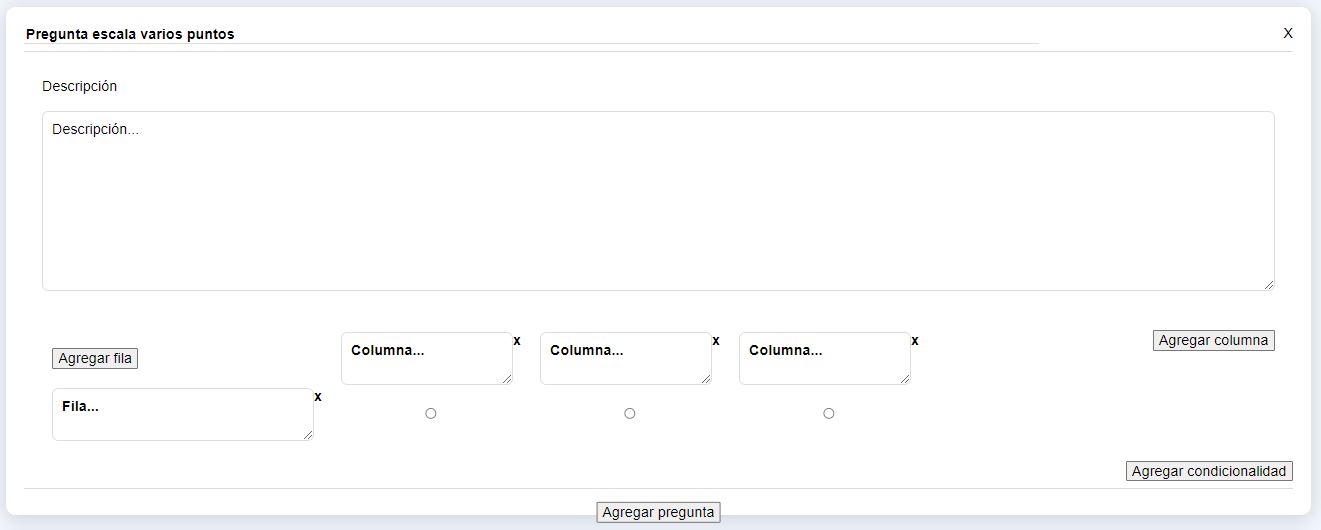 Pregunta escala varios puntos X
Descripción
Descripción...
Agregar fila Columna... x Columna... x Columna... x Agregar columna
Fila... x
Agregar condicionalidad
Agregar pregunta